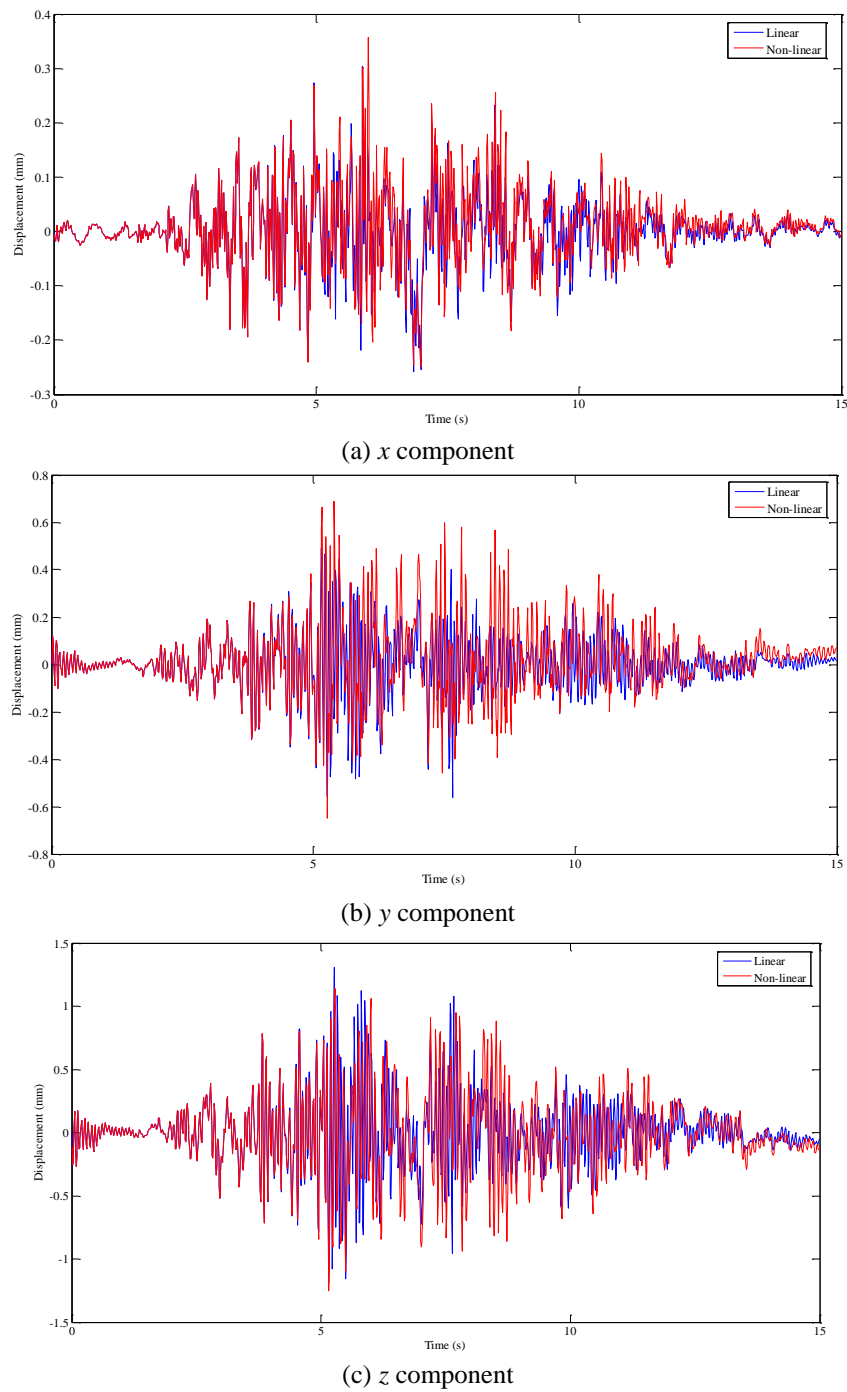 0.4
Linear
Non-linear
0.3
0.2
0.1
0
-0.1
-0.2
-0.3
Displacement (mm)
0 5 10 15
Time (s)
(a) x component
0.8
Linear
Non-linear
0.6
0.4
0.2
0
-0.2
-0.4
-0.6
-0.8
Displacement (mm)
0 5 10 15
Time (s)
(b) y component
1.5
Linear
Non-linear
1
0.5
0
-0.5
-1
-1.5
Displacement (mm)
0 5 10 15
Time (s)
(c) z component